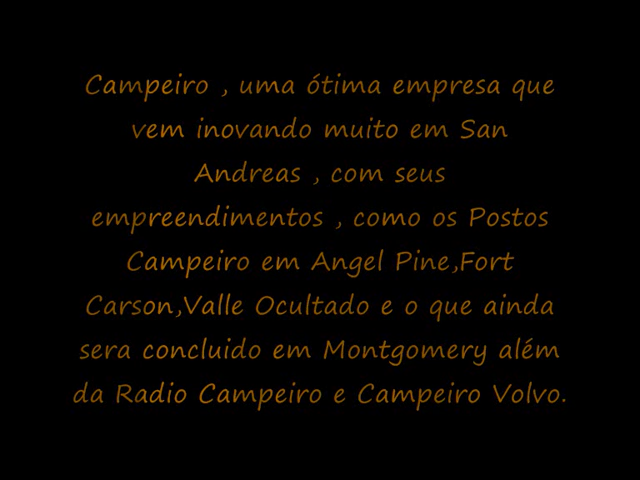 Campeiro , uma ótima empresa que
vem inovando muito em San
Andreas , com seus
empreendimentos , como os Postos
Campeiro em Angel Pine,Fort
Carson,Valle Ocultado e o que ainda
sera concluido em Montgomery além
da Radio Campeiro e Campeiro Volvo.